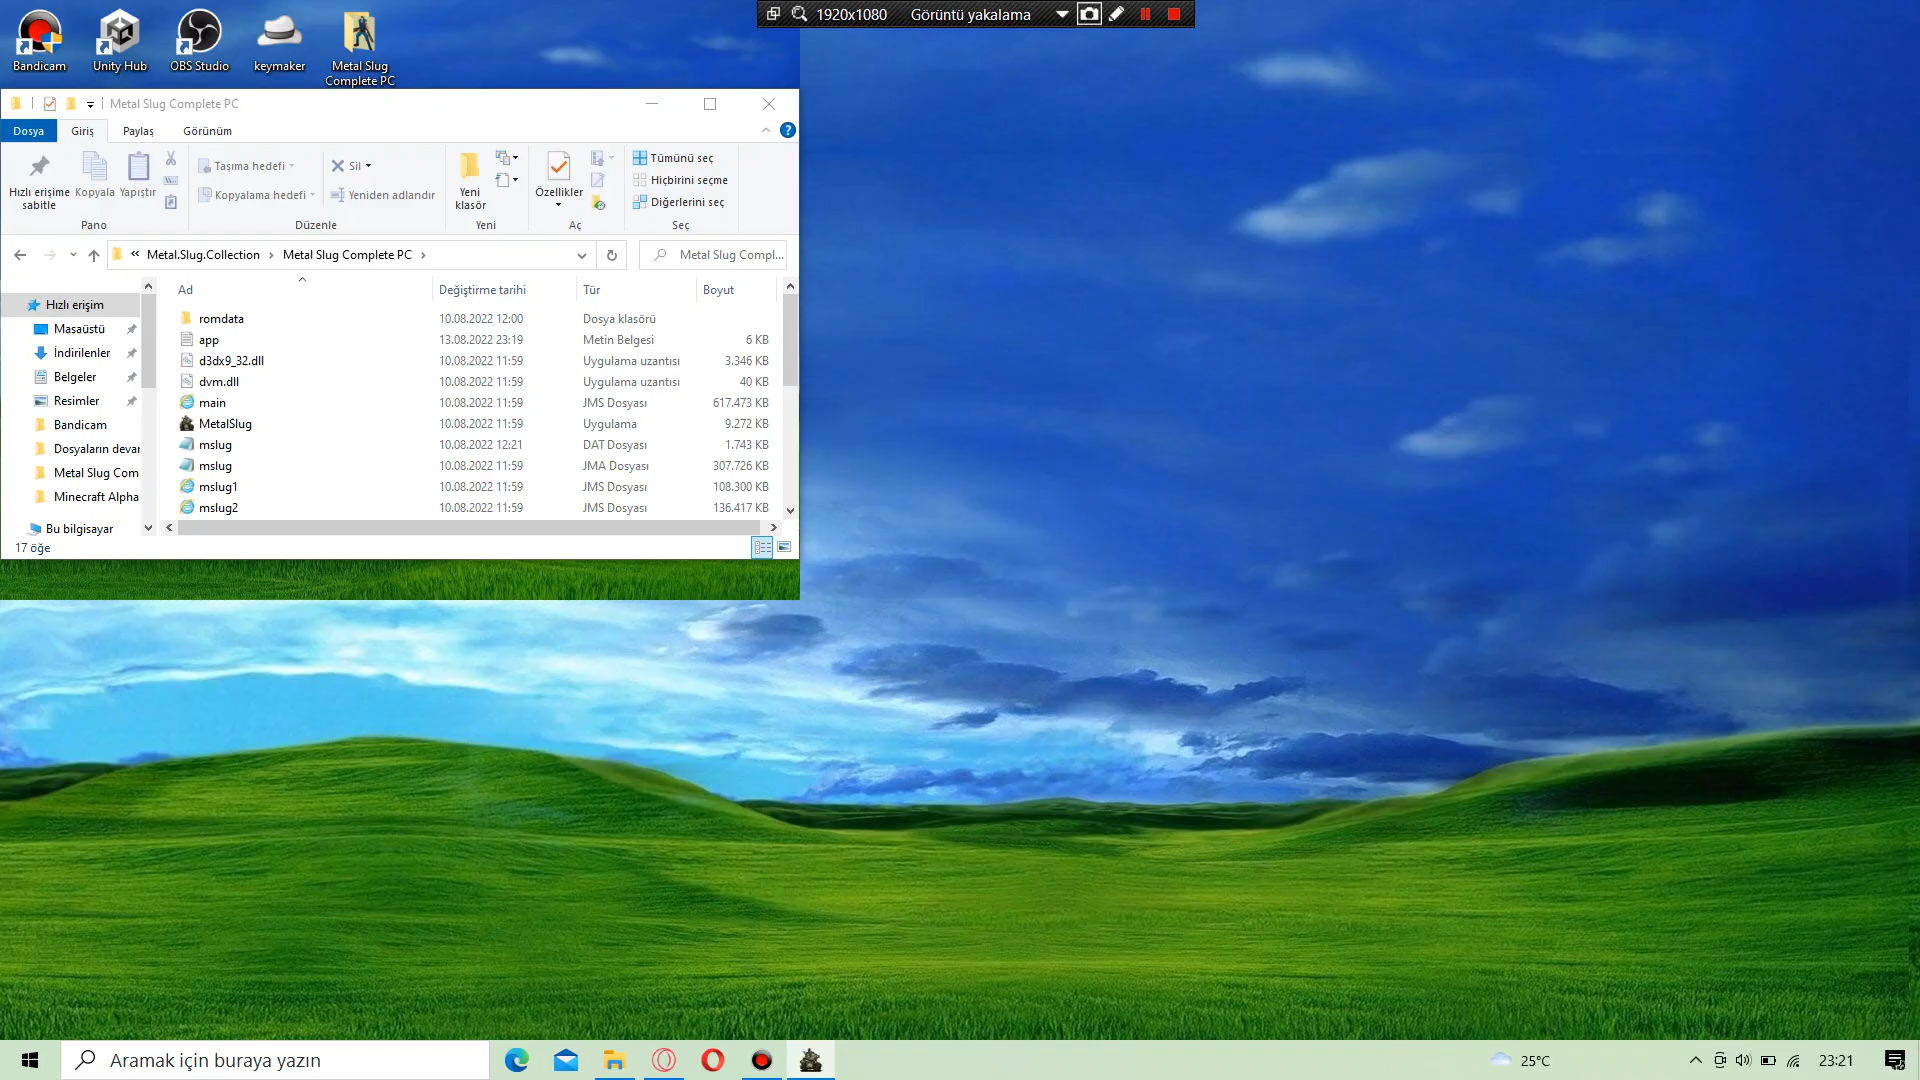 1920x1080 Görüntü yakalama
Bandicam
Unity Hub
OBS Studio
keymaker
Metal Slug
Complete PC
Metal Slug Complete PC
Dosya Giriş Paylaş Görünüm
Hızlı erişime
sabitle
Kopyala
Yapıştır
Pano
Taşıma hedefi
Kopyalama hedefi
Sil
Yeniden adlandır
Düzenle
Yeni
klasör
Yeni
Özellikler
Aç
Tümünü seç
Hiçbirini seçme
Diğerlerini seç
Seç
« Metal.Slug.Collection › Metal Slug Complete PC ›
Metal Slug Compl...
Hızlı erişim
Masaüstü
İndirilenler
Belgeler
Resimler
Bandicam
Dosyaların devar
Metal Slug Com
Minecraft Alpha
Bu bilgisayar
Ad Değiştirme tarihi Tür Boyut
romdata 10.08.2022 12:00 Dosya klasörü
app 13.08.2022 23:19 Metin Belgesi 6 KB
d3dx9_32.dll 10.08.2022 11:59 Uygulama uzantısı 3.346 KB
dvm.dll 10.08.2022 11:59 Uygulama uzantısı 40 KB
main 10.08.2022 11:59 JMS Dosyası 617.473 KB
MetalSlug 10.08.2022 11:59 Uygulama 9.272 KB
mslug 10.08.2022 12:21 DAT Dosyası 1.743 KB
mslug 10.08.2022 11:59 JMA Dosyası 307.726 KB
mslug1 10.08.2022 11:59 JMS Dosyası 108.300 KB
mslug2 10.08.2022 11:59 JMS Dosyası 136.417 KB
17 öğe
Aramak için buraya yazın
25°C
23:21